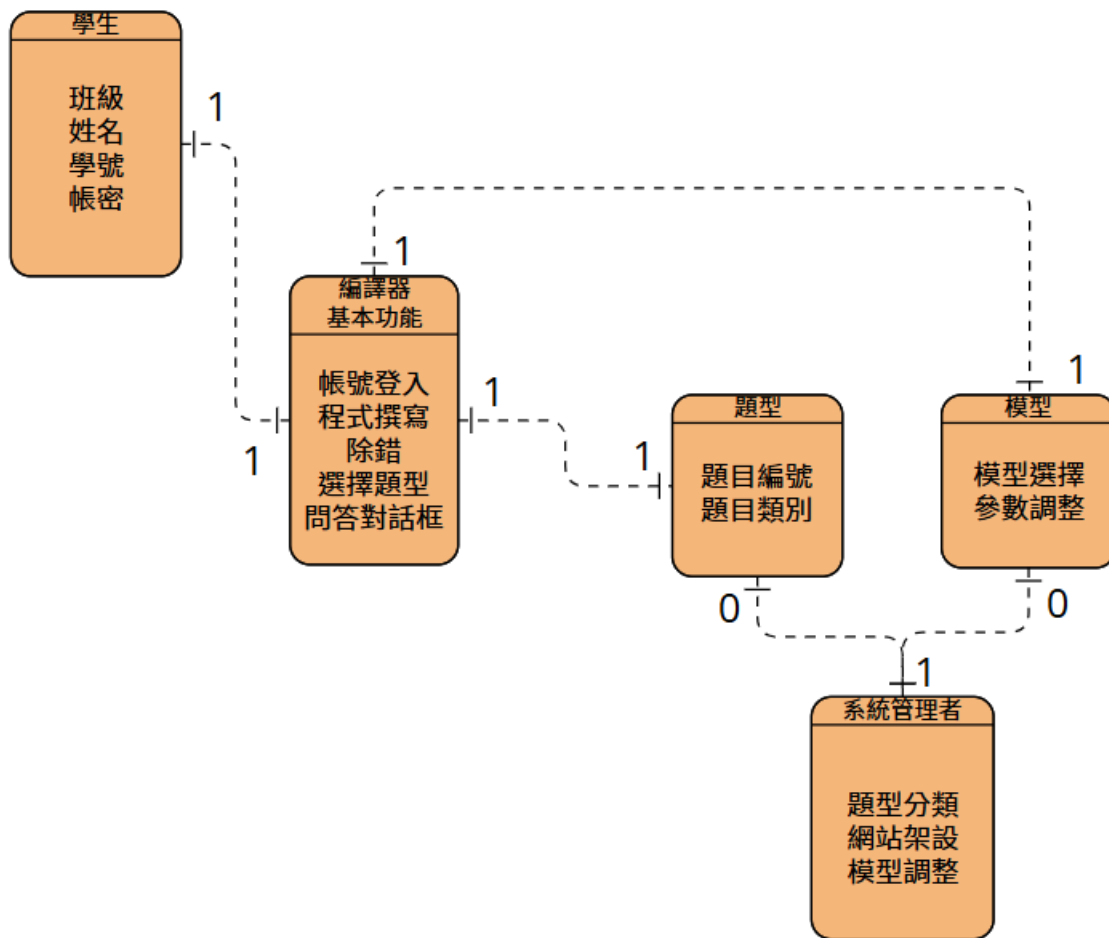 學生
班級
姓名
學號
帳密
1
1
編譯器
基本功能
帳號登入
程式撰寫
除錯
選擇題型
問答對話框
1
1
1
題型
題目編號
題目類別
1
模型
模型選擇
參數調整
0
0
1
系統管理者
題型分類
網站架設
模型調整